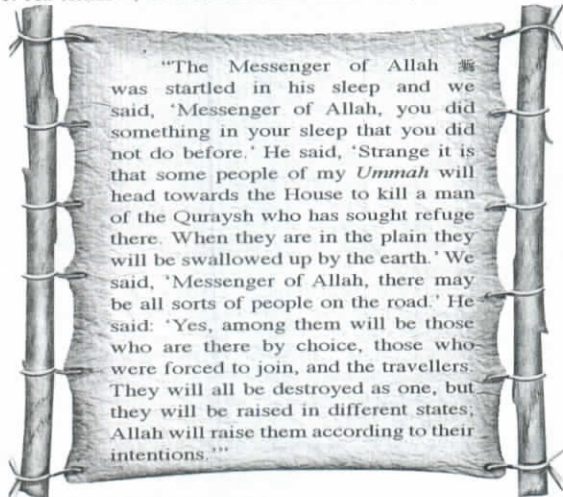 "The Messenger of Allah ﷺ
was startled in his sleep and we
said, 'Messenger of Allah, you did
something in your sleep that you did
not do before.' He said, 'Strange it is
that some people of my Ummah will
head towards the House to kill a man
of the Quraysh who has sought refuge
there. When they are in the plain they
will be swallowed up by the earth.' We
said, 'Messenger of Allah, there may
be all sorts of people on the road.' He
said: 'Yes, among them will be those
who are there by choice, those who
were forced to join, and the travellers.
They will all be destroyed as one, but
they will be raised in different states;
Allah will raise them according to their
intentions.'"